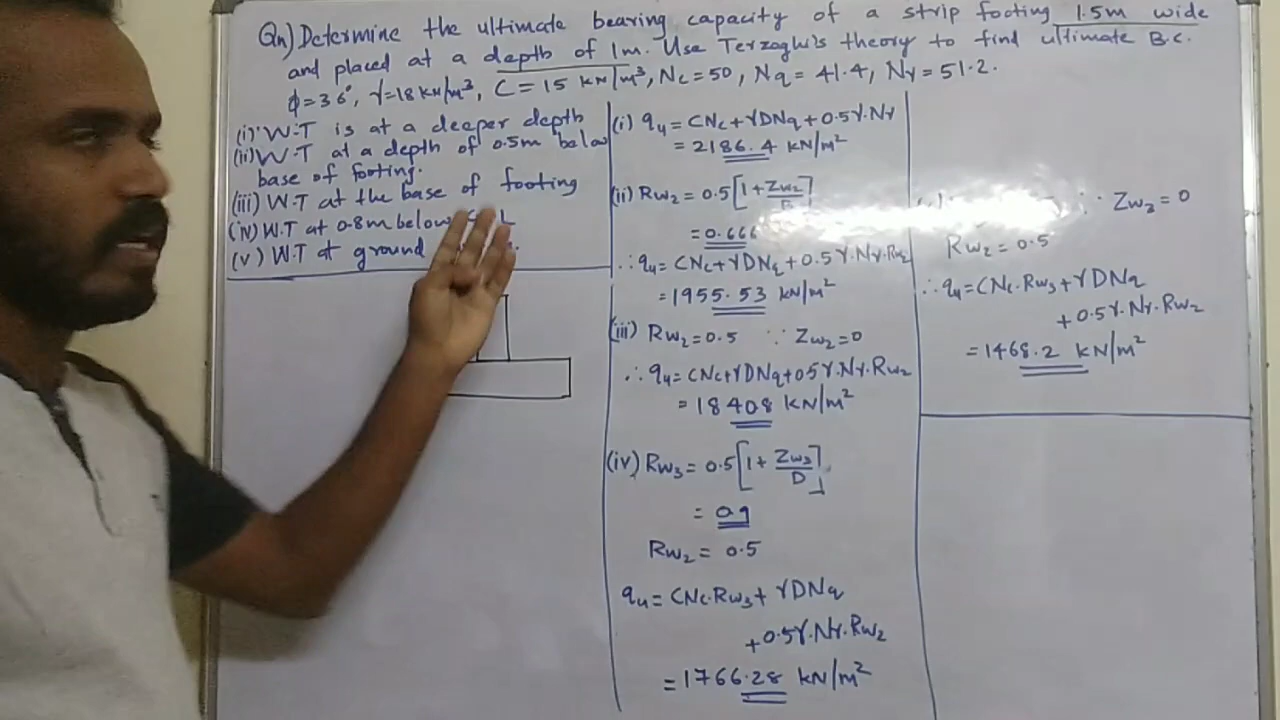 Qn) Determine the ultimate bearing capacity of a strip footing 1.5m wide
and placed at a depth of 1m. Use Terzaghi's theory to find ultimate B.C.
φ=36°, γ=18 kN/m³, C = 15 kN/m³, Nc=50, Nq=41.4, Nγ=51.2.
(i) W.T is at a deeper depth
(ii) W.T at a depth of 0.5m below
base of footing.
(iii) W.T at the base of footing
(iv) W.T at 0.8m below
(v) W.T at ground
(i) qu = CNc+γDNq+0.5γ.Nγ
= 2186.4 kN/m²
(ii) Rw2 = 0.5[1+Zw2/B]
= 0.666
∴ qu = CNc+γDNq+0.5γ.Nγ.Rw2
= 1955.53 kN/m²
(iii) Rw2=0.5 ∵ Zw2=0
∴ qu = CNc+γDNq+0.5γ.Nγ.Rw2
= 18408 kN/m²
(iv) Rw3 = 0.5[1+Zw3/D]
= 0.9
Rw2 = 0.5
qu = CNc.Rw3+γDNq
+0.5γ.Nγ.Rw2
= 1766.28 kN/m²
∵ Zw3=0
Rw2=0.5
∴ qu=CNc.Rw3+γDNq
+0.5γ.Nγ.Rw2
=1468.2 kN/m²